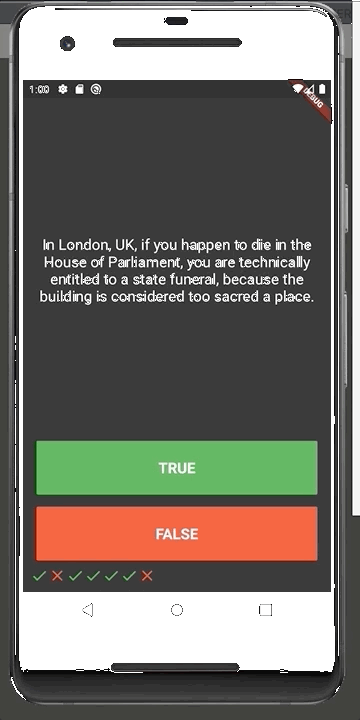 1:00
DEBUG
In London, UK, if you happen to die in the
House of Parliament, you are technically
entitled to a state funeral, because the
building is considered too sacred a place.
TRUE
FALSE